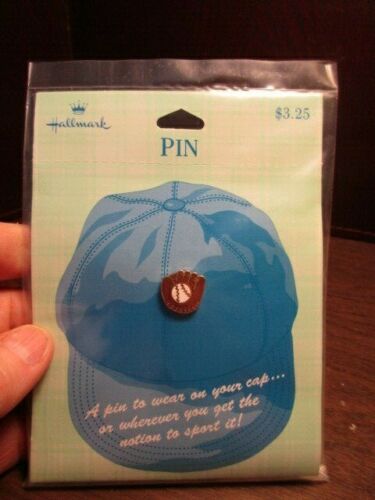 Hallmark
$3.25
PIN
A pin to wear on your cap...
or wherever you get the
notion to sport it!